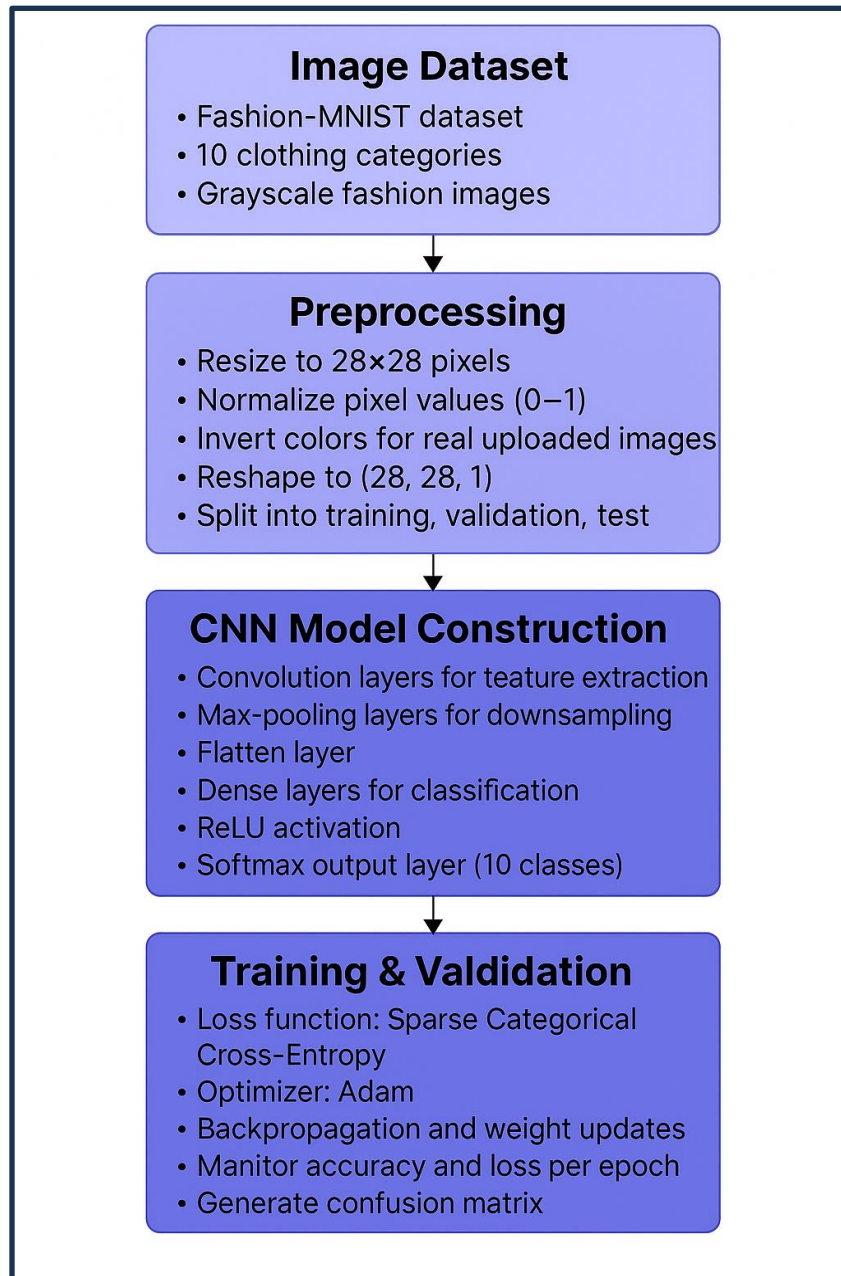 Image Dataset
• Fashion-MNIST dataset
• 10 clothing categories
• Grayscale fashion images
Preprocessing
• Resize to 28×28 pixels
• Normalize pixel values (0–1)
• Invert colors for real uploaded images
• Reshape to (28, 28, 1)
• Split into training, validation, test
CNN Model Construction
• Convolution layers for teature extraction
• Max-pooling layers for downsampling
• Flatten layer
• Dense layers for classification
• ReLU activation
• Softmax output layer (10 classes)
Training & Valdidation
• Loss function: Sparse Categorical
Cross-Entropy
• Optimizer: Adam
• Backpropagation and weight updates
• Manitor accuracy and loss per epoch
• Generate confusion matrix